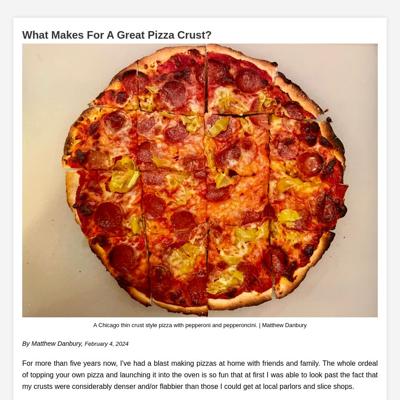 What Makes For A Great Pizza Crust?
A Chicago thin crust style pizza with pepperoni and pepperoncini. | Matthew Danbury
By Matthew Danbury, February 4, 2024
For more than five years now, I've had a blast making pizzas at home with friends and family. The whole ordeal
of topping your own pizza and launching it into the oven is so fun that at first I was able to look past the fact that
my crusts were considerably denser and/or flabbier than those I could get at local parlors and slice shops.